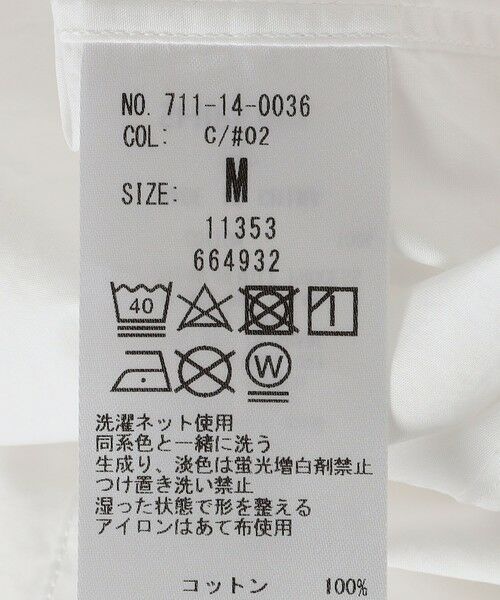 NO. 711-14-0036
COL: C/#02
SIZE: M
11353
664932
40
W
洗濯ネット使用
同系色と一緒に洗う
生成り、淡色は蛍光増白剤禁止
つけ置き洗い禁止
湿った状態で形を整える
アイロンはあて布使用
コットン 100%